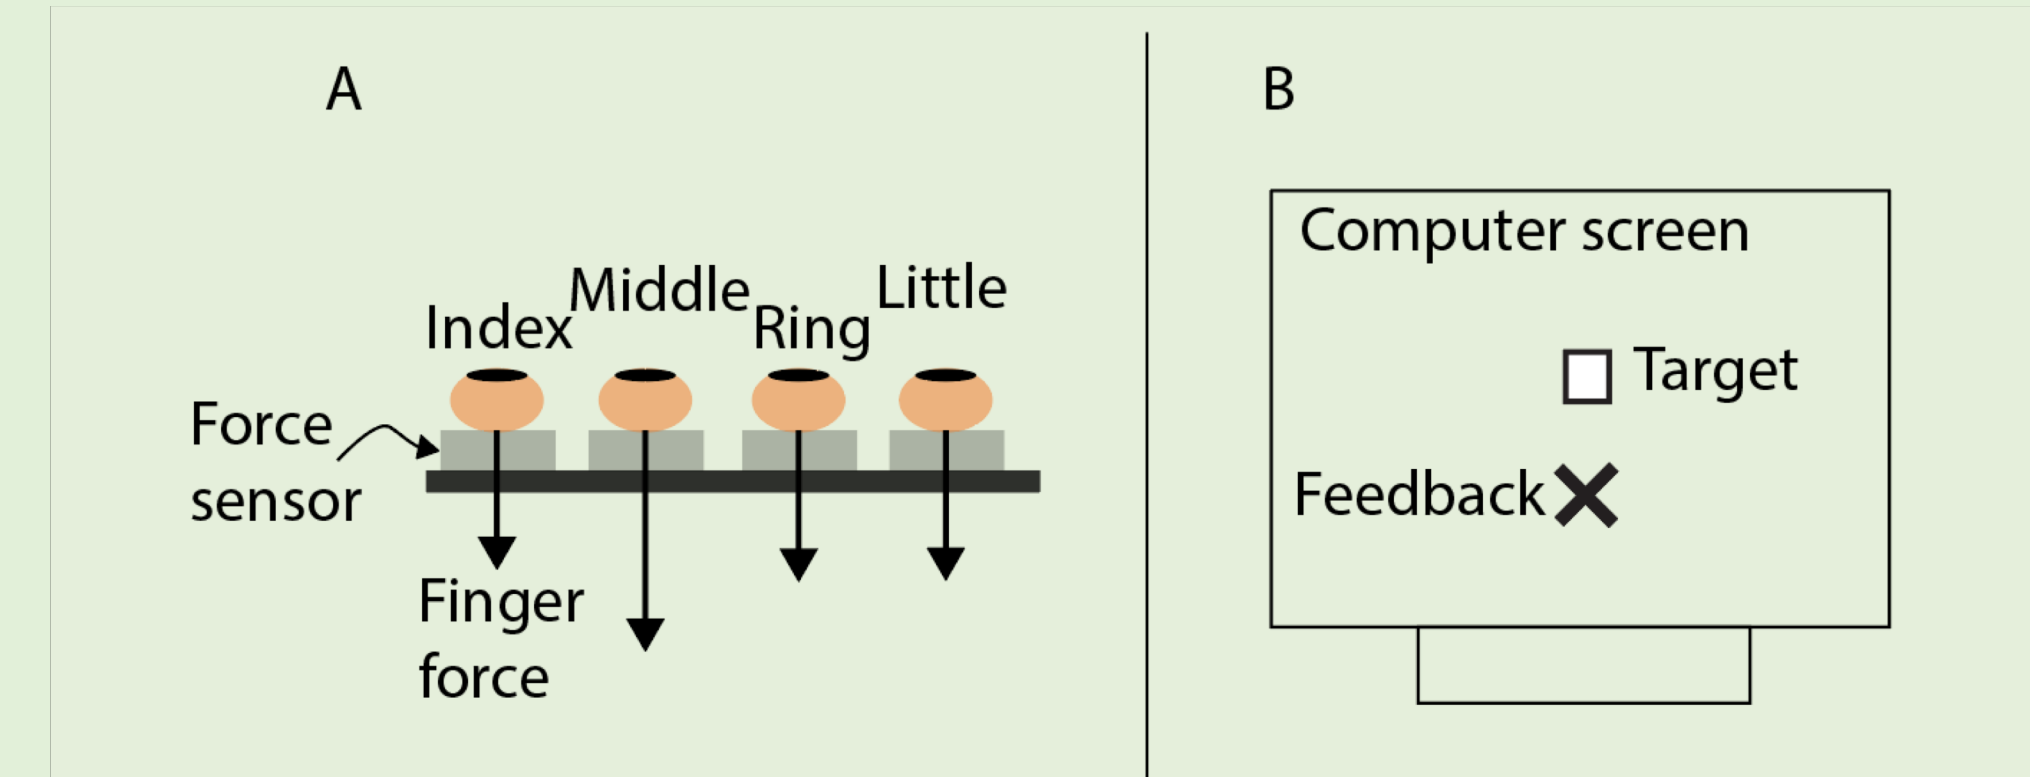 A
Index
Middle
Ring
Little
Force
sensor
Finger
force
B
Computer screen
Target
Feedback